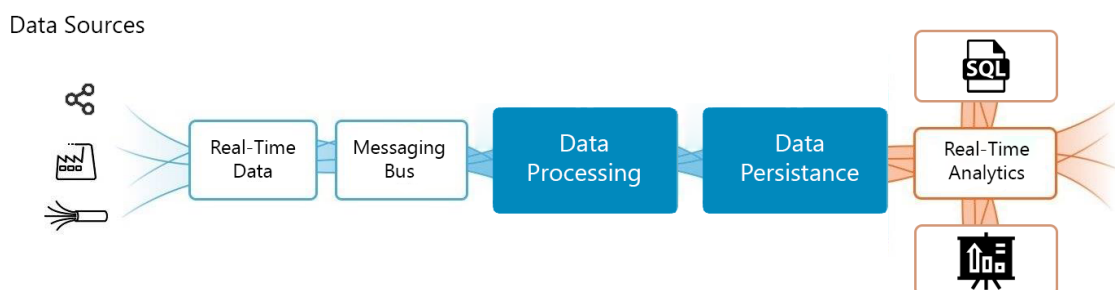 Data Sources
Real-Time
Data
Messaging
Bus
Data
Processing
Data
Persistance
SQL
Real-Time
Analytics